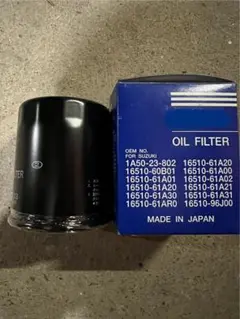 LTER
OIL FILTER
OEM NO.
FOR SUZUKI
1A50-23-802 16510-61A20
16510-60B01 16510-61A00
16510-61A01 16510-61A02
16510-61A20 16510-61A21
16510-61A30 16510-61A31
16510-61AR0 16510-96J00
MADE IN JAPAN